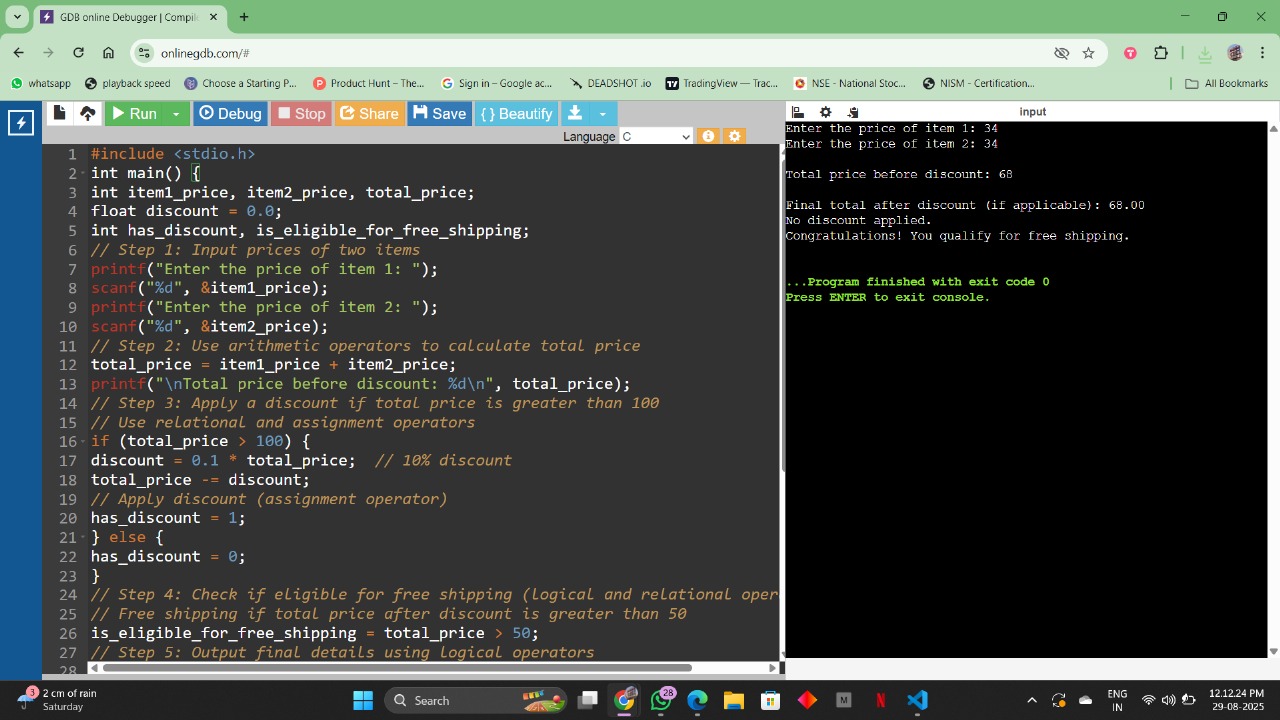 GDB online Debugger | Compil
onlinegdb.com/#
whatsapp
playback speed
Choose a Starting P...
Product Hunt – The...
Sign in – Google ac...
DEADSHOT .io
TradingView — Trac...
NSE - National Stoc...
NISM - Certification...
All Bookmarks
Run
Debug
Stop
Share
Save
{ } Beautify
Language C
input
1 #include <stdio.h>
2 int main() {
3 int item1_price, item2_price, total_price;
4 float discount = 0.0;
5 int has_discount, is_eligible_for_free_shipping;
6 // Step 1: Input prices of two items
7 printf("Enter the price of item 1: ");
8 scanf("%d", &item1_price);
9 printf("Enter the price of item 2: ");
10 scanf("%d", &item2_price);
11 // Step 2: Use arithmetic operators to calculate total price
12 total_price = item1_price + item2_price;
13 printf("\nTotal price before discount: %d\n", total_price);
14 // Step 3: Apply a discount if total price is greater than 100
15 // Use relational and assignment operators
16 if (total_price > 100) {
17 discount = 0.1 * total_price;  // 10% discount
18 total_price -= discount;
19 // Apply discount (assignment operator)
20 has_discount = 1;
21 } else {
22 has_discount = 0;
23 }
24 // Step 4: Check if eligible for free shipping (logical and relational oper
25 // Free shipping if total price after discount is greater than 50
26 is_eligible_for_free_shipping = total_price > 50;
27 // Step 5: Output final details using logical operators
28
Enter the price of item 1: 34
Enter the price of item 2: 34
Total price before discount: 68
Final total after discount (if applicable): 68.00
No discount applied.
Congratulations! You qualify for free shipping.
...Program finished with exit code 0
Press ENTER to exit console.
3
2 cm of rain
Saturday
Search
28
M
N
ENG
IN
12.12.24 PM
29-08-2025